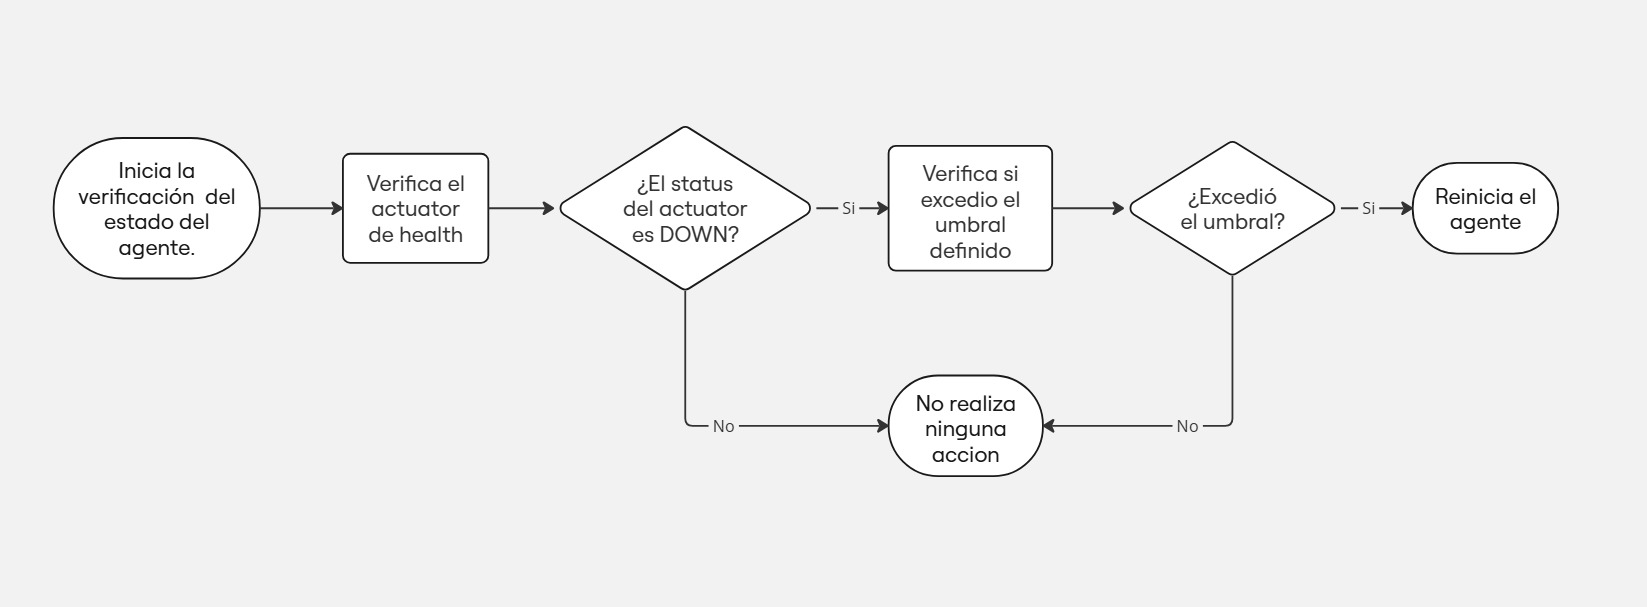 Inicia la
verificación del
estado del
agente.
Verifica el
actuator
de health
¿El status
del actuator
es DOWN?
Si
Verifica si
excedio el
umbral
definido
¿Excedió
el umbral?
Si
Reinicia el
agente
No
No realiza
ninguna
accion
No